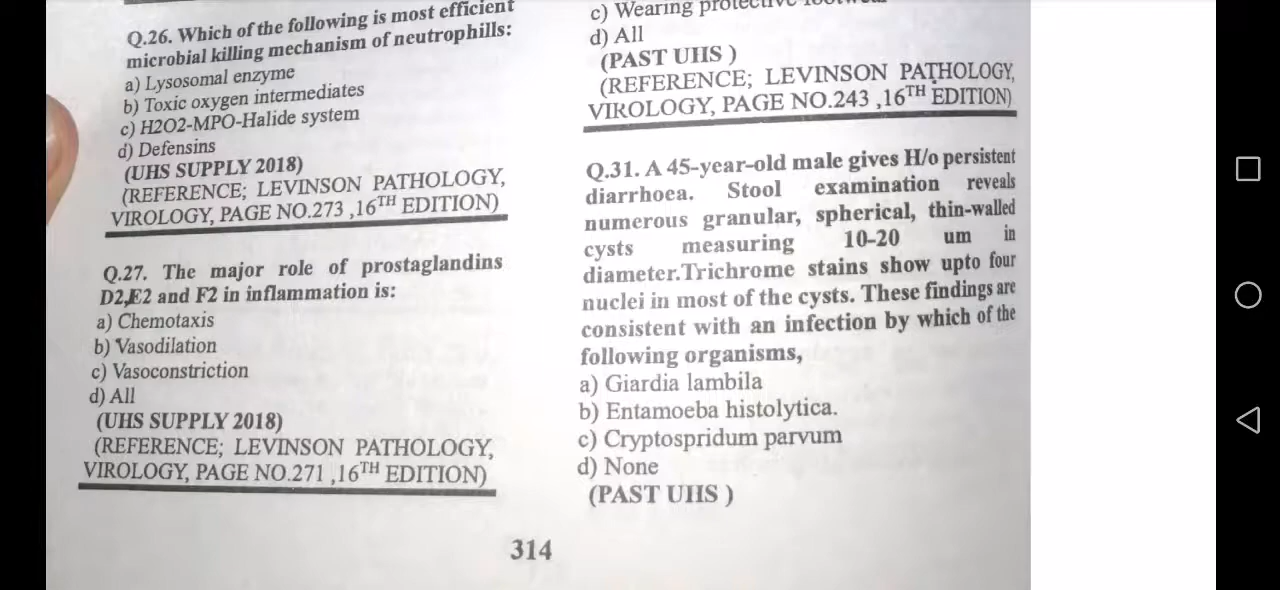 Q.26. Which of the following is most efficient
microbial killing mechanism of neutrophills:
a) Lysosomal enzyme
b) Toxic oxygen intermediates
c) H2O2-MPO-Halide system
d) Defensins
(UHS SUPPLY 2018)
(REFERENCE; LEVINSON PATHOLOGY,
VIROLOGY, PAGE NO.273 ,16TH EDITION)
Q.27. The major role of prostaglandins
D2,E2 and F2 in inflammation is:
a) Chemotaxis
b) Vasodilation
c) Vasoconstriction
d) All
(UHS SUPPLY 2018)
(REFERENCE; LEVINSON PATHOLOGY,
VIROLOGY, PAGE NO.271 ,16TH EDITION)
c) Wearing protective
d) All
(PAST UHS )
(REFERENCE; LEVINSON PATHOLOGY,
VIROLOGY, PAGE NO.243 ,16TH EDITION)
Q.31. A 45-year-old male gives H/o persistent
diarrhoea. Stool examination reveals
numerous granular, spherical, thin-walled
cysts measuring 10-20 um in
diameter.Trichrome stains show upto four
nuclei in most of the cysts. These findings are
consistent with an infection by which of the
following organisms,
a) Giardia lambila
b) Entamoeba histolytica.
c) Cryptospridum parvum
d) None
(PAST UHS )
314